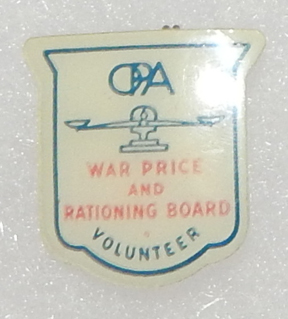 OPA
WAR PRICE
AND
RATIONING BOARD
VOLUNTEER